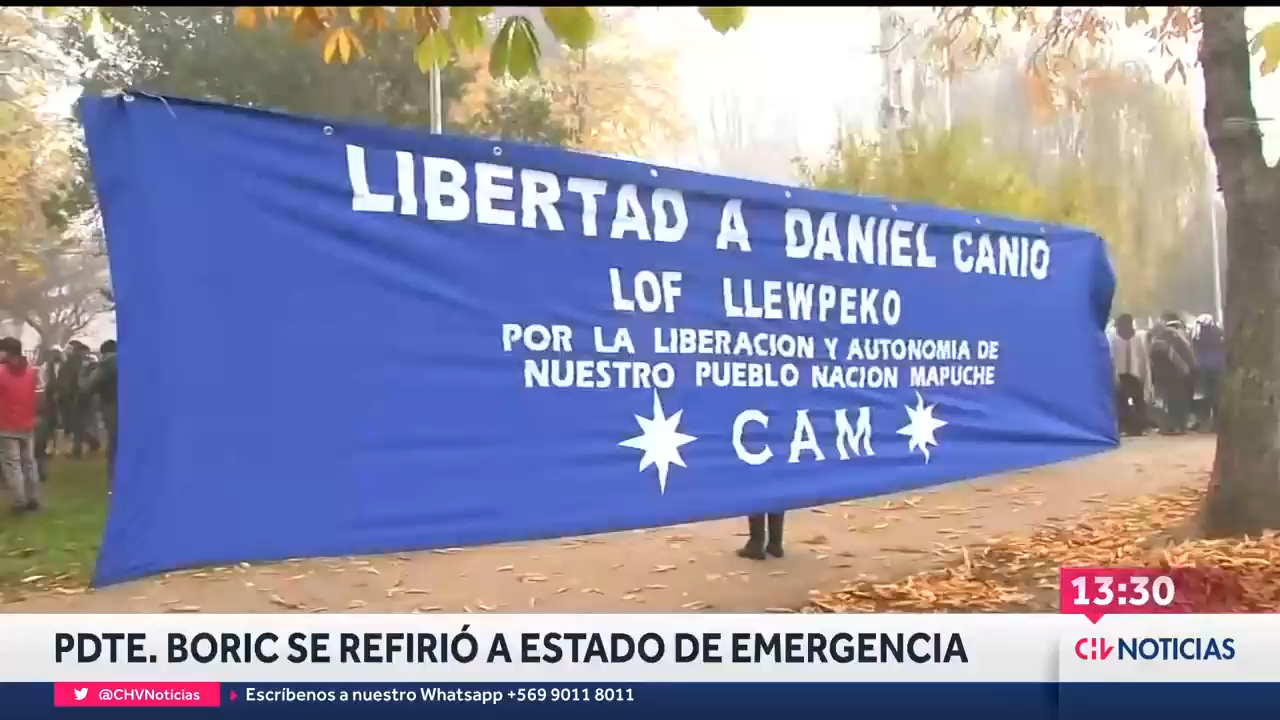 LIBERTAD A DANIEL CANIO
LOF LLEWPEKO
POR LA LIBERACION Y AUTONOMIA DE
NUESTRO PUEBLO NACION MAPUCHE
CAM
13:30
PDTE. BORIC SE REFIRIÓ A ESTADO DE EMERGENCIA
CHV NOTICIAS
@CHVNoticias
Escríbenos a nuestro Whatsapp +569 9011 8011